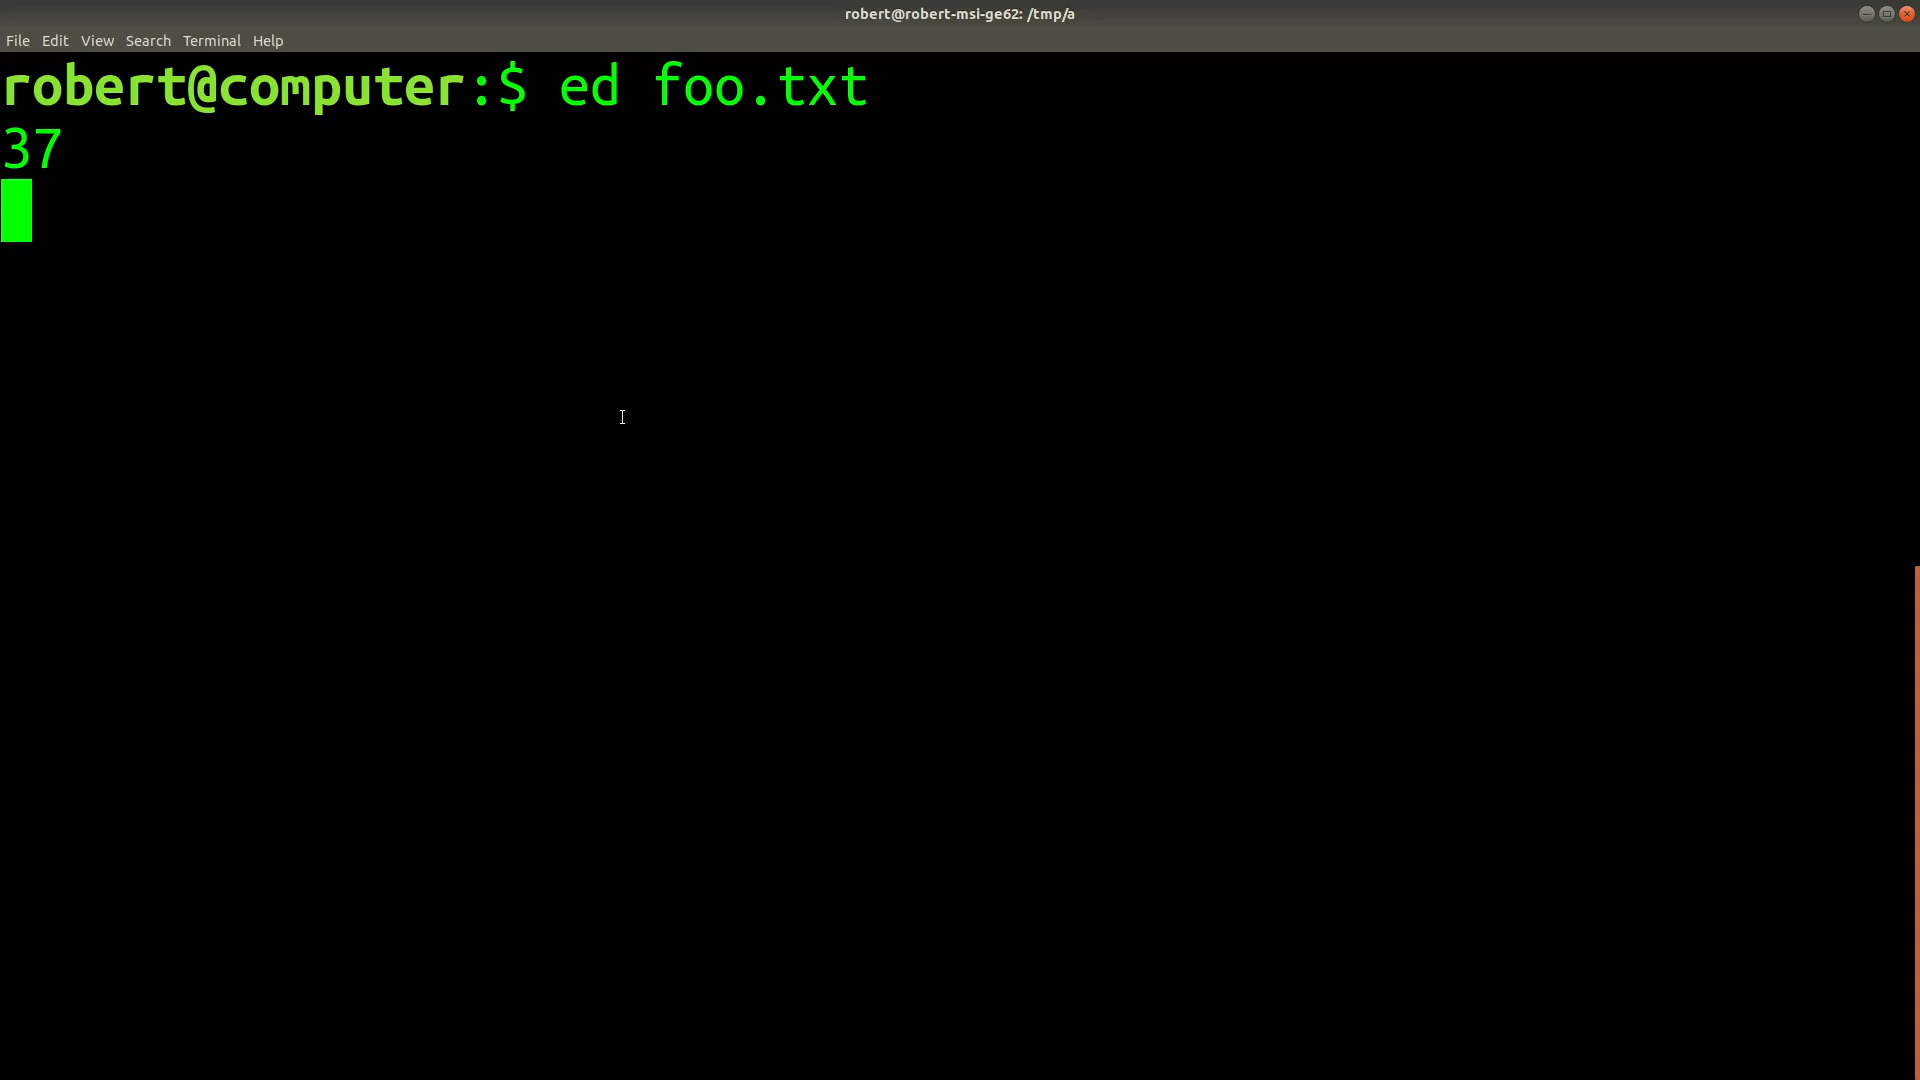 robert@robert-msi-ge62: /tmp/a
File Edit View Search Terminal Help
robert@computer:$ ed foo.txt
37